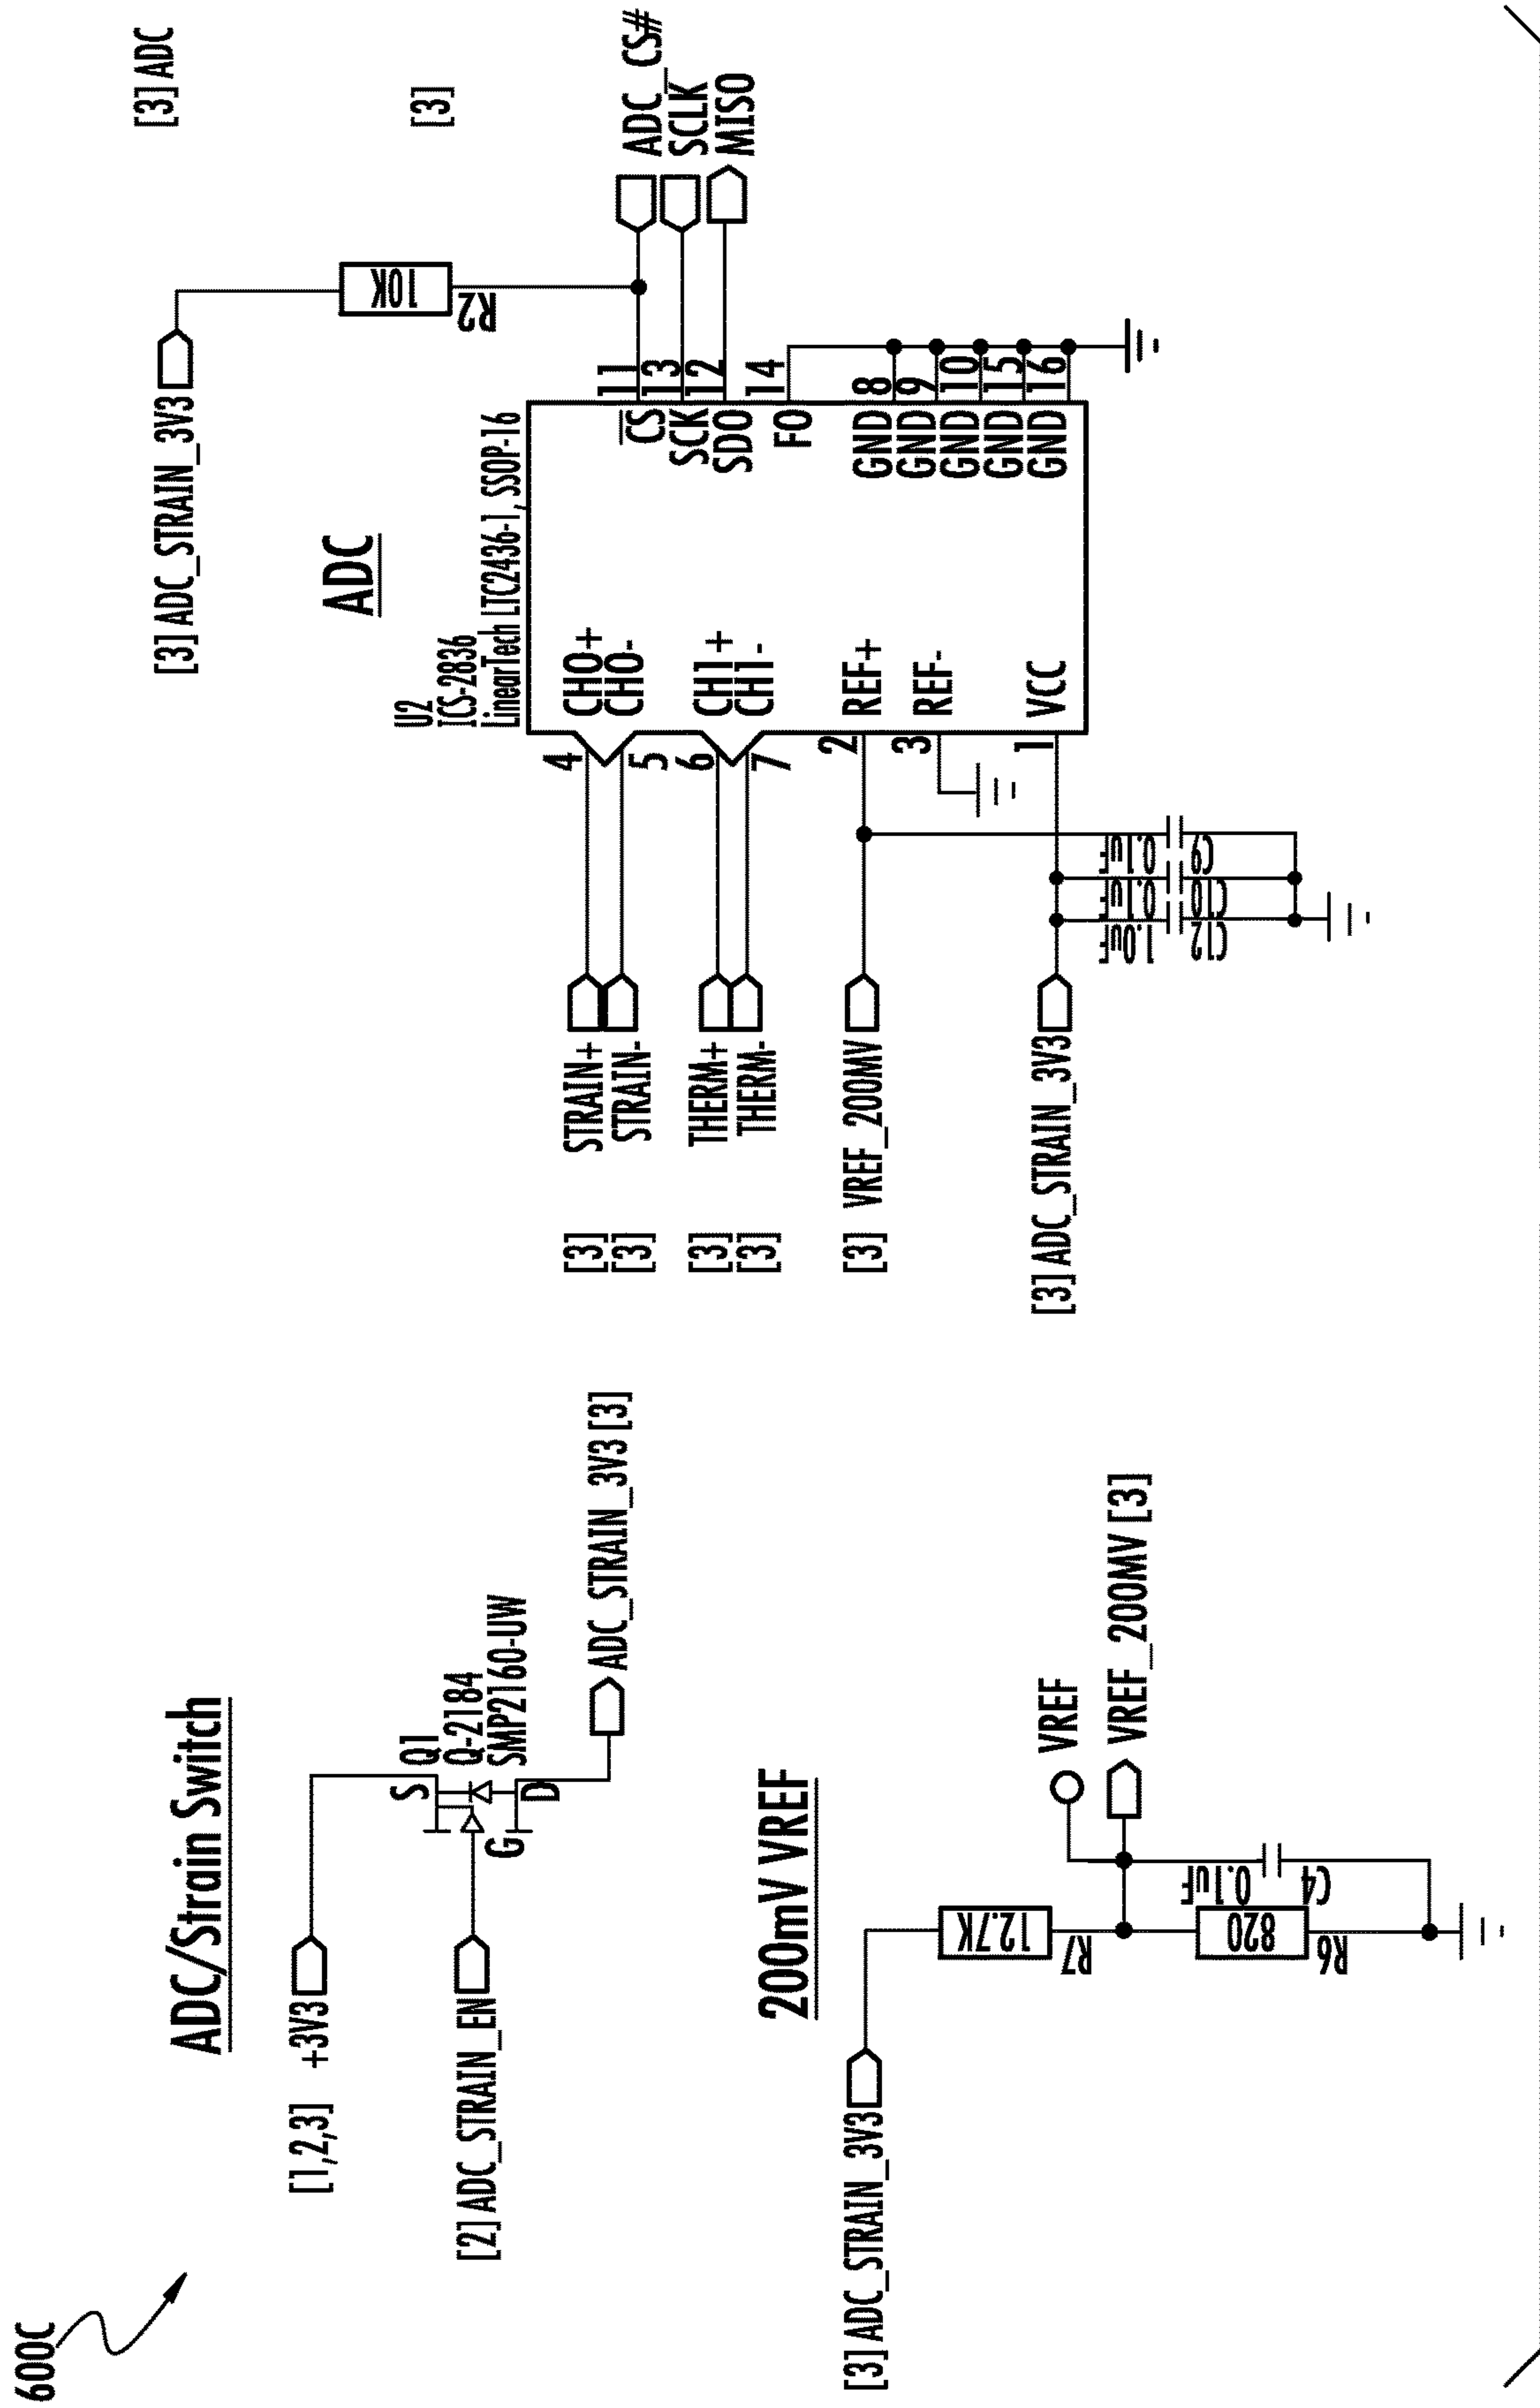 600C
ADC/Strain Switch
[1,2,3] +3V3
[2] ADC_STRAIN_EN
S
G
D
Q1
Q-2184
SMP2160-UW
ADC_STRAIN_3V3 [3]
200mV VREF
[3] ADC_STRAIN_3V3
12.7K
R7
820
R6
0.1uF
C4
VREF
VREF_200MV [3]
[3] ADC_STRAIN_3V3
10K
R2
[3] ADC
[3]
ADC
U2
ICS-2836
LinearTech LTC2436-1, SSOP-16
[3] STRAIN+
[3] STRAIN-
[3] THERM+
[3] THERM-
[3] VREF_200MV
[3] ADC_STRAIN_3V3
4 CH0+
5 CH0-
6 CH1+
7 CH1-
2 REF+
3 REF-
1 VCC
CS 11
SCK 13
SDO 12
FO 14
GND 8
GND 9
GND 10
GND 15
GND 16
ADC_CS#
SCLK
MISO
1.0uF
C12
0.1uF
C10
0.1uF
C9